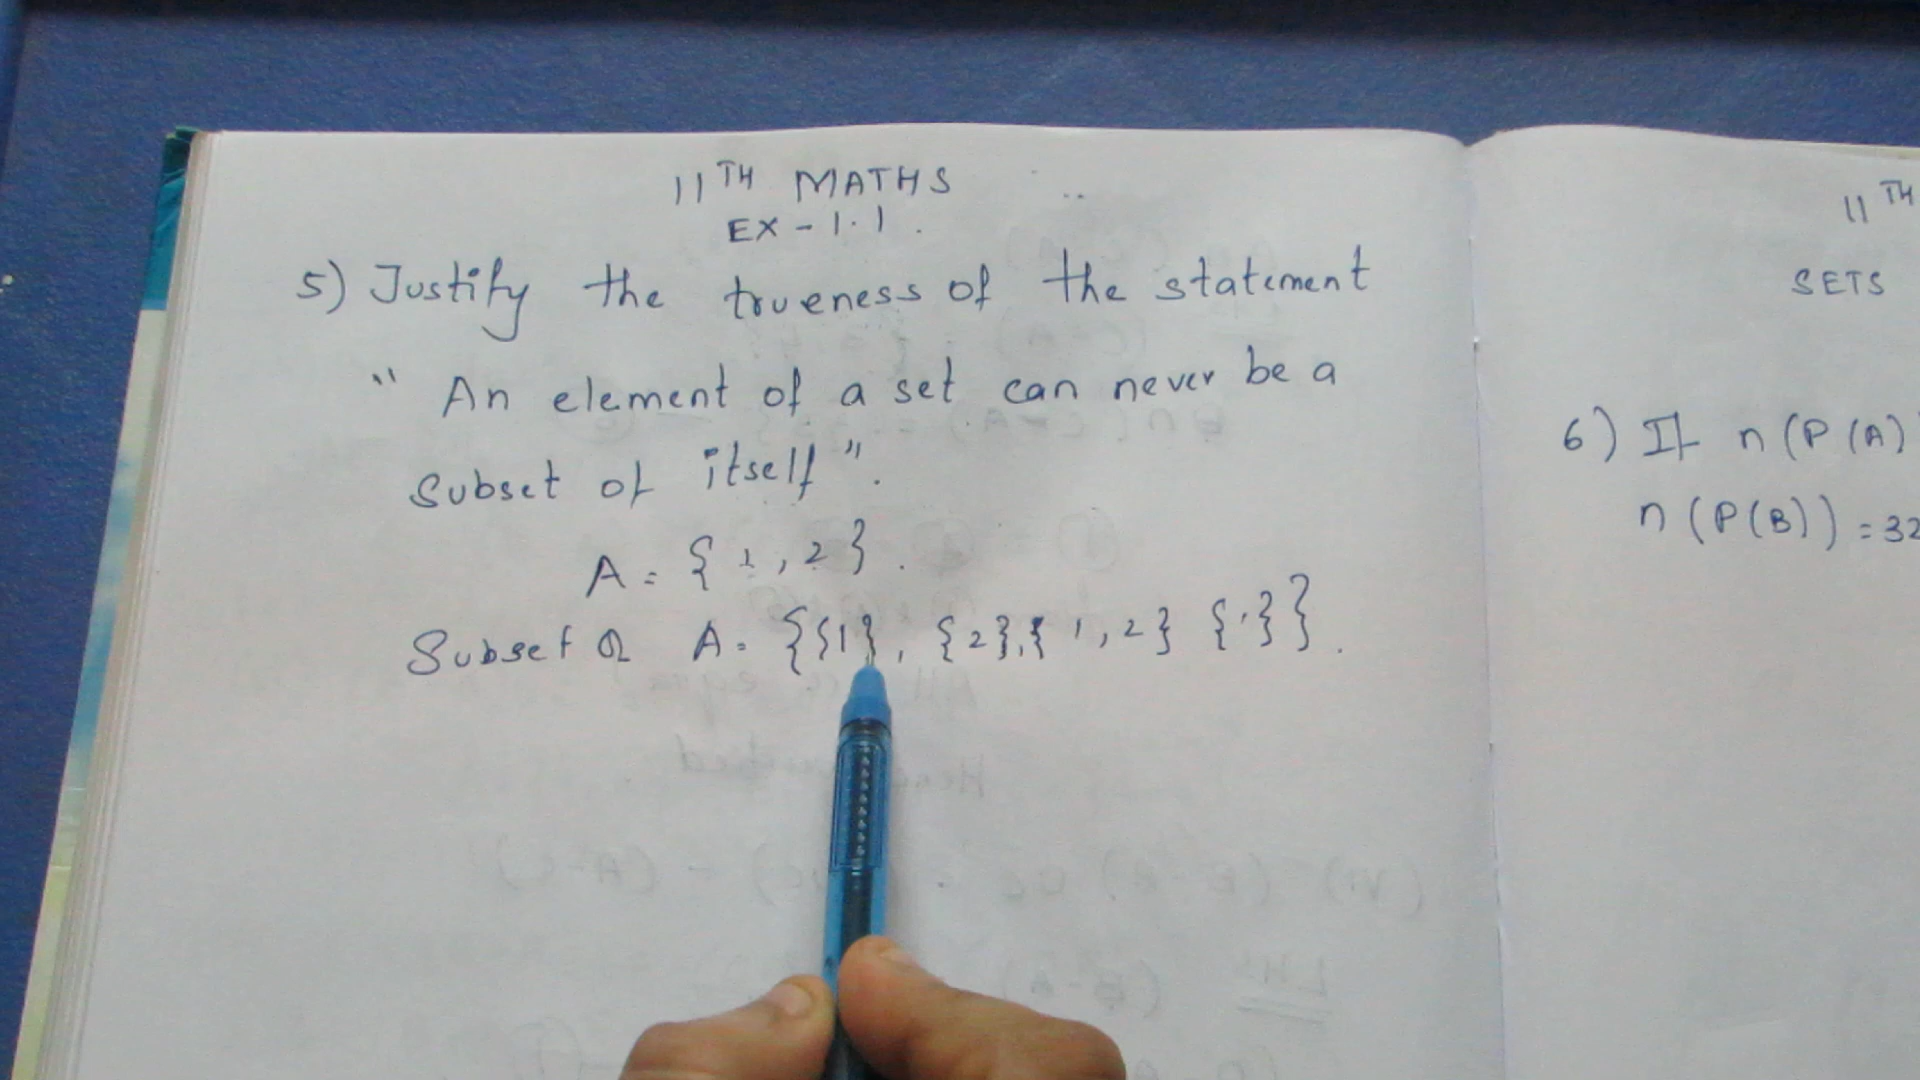 11TH MATHS
EX - 1.1.
5) Justify the trueness of the statement
" An element of a set can never be a
Subset of itself".
A = { 1, 2}.
Subset of A = {{1}, {2}, { 1, 2} { }}.
11TH
SETS
6) If n (P (A)
n (P(B)) = 32